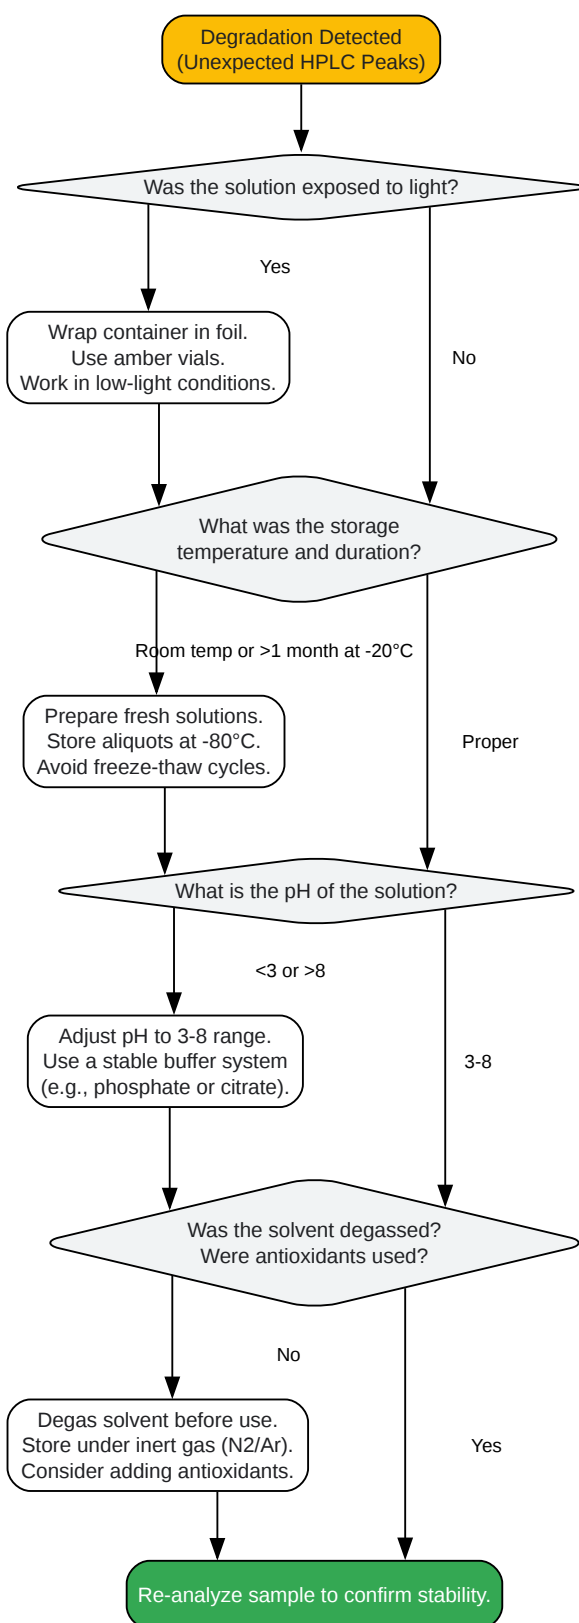 Degradation Detected
(Unexpected HPLC Peaks)
Was the solution exposed to light?
Yes
Wrap container in foil.
Use amber vials.
Work in low-light conditions.
No
What was the storage
temperature and duration?
Room temp or >1 month at -20°C
Prepare fresh solutions.
Store aliquots at -80°C.
Avoid freeze-thaw cycles.
Proper
What is the pH of the solution?
<3 or >8
Adjust pH to 3-8 range.
Use a stable buffer system
(e.g., phosphate or citrate).
3-8
Was the solvent degassed?
Were antioxidants used?
No
Degas solvent before use.
Store under inert gas (N2/Ar).
Consider adding antioxidants.
Yes
Re-analyze sample to confirm stability.